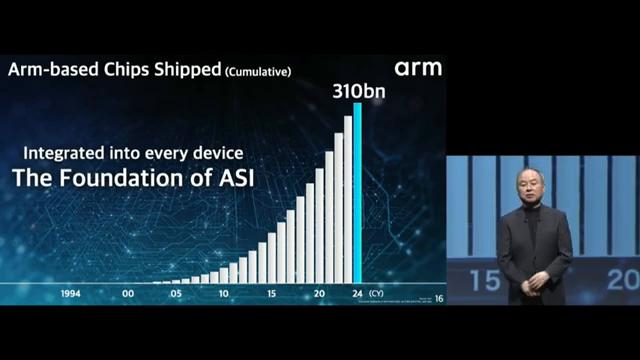 Arm-based Chips Shipped (Cumulative)
arm
310bn
Integrated into every device
The Foundation of ASI
1994 00 05 10 15 20 24 (CY)
16
15 20